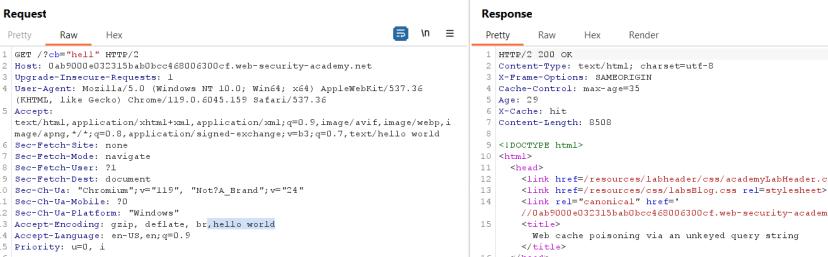 Request
Pretty Raw Hex
\n
1 GET /?cb="hell" HTTP/2
2 Host: 0ab9000e032315bab0bcc468006300cf.web-security-academy.net
3 Upgrade-Insecure-Requests: 1
4 User-Agent: Mozilla/5.0 (Windows NT 10.0; Win64; x64) AppleWebKit/537.36
(KHTML, like Gecko) Chrome/119.0.6045.159 Safari/537.36
5 Accept:
text/html,application/xhtml+xml,application/xml;q=0.9,image/avif,image/webp,i
mage/apng,*/*;q=0.8,application/signed-exchange;v=b3;q=0.7,text/hello world
6 Sec-Fetch-Site: none
7 Sec-Fetch-Mode: navigate
8 Sec-Fetch-User: ?1
9 Sec-Fetch-Dest: document
10 Sec-Ch-Ua: "Chromium";v="119", "Not?A_Brand";v="24"
11 Sec-Ch-Ua-Mobile: ?0
12 Sec-Ch-Ua-Platform: "Windows"
13 Accept-Encoding: gzip, deflate, br,hello world
14 Accept-Language: en-US,en;q=0.9
15 Priority: u=0, i
Response
Pretty Raw Hex Render
1 HTTP/2 200 OK
2 Content-Type: text/html; charset=utf-8
3 X-Frame-Options: SAMEORIGIN
4 Cache-Control: max-age=35
5 Age: 29
6 X-Cache: hit
7 Content-Length: 8508
8
9 <!DOCTYPE html>
10 <html>
11 <head>
12 <link href=/resources/labheader/css/academyLabHeader.c
13 <link href=/resources/css/labsBlog.css rel=stylesheet>
14 <link rel="canonical" href='
//0ab9000e032315bab0bcc468006300cf.web-security-academ
15 <title>
Web cache poisoning via an unkeyed query string
</title>
16